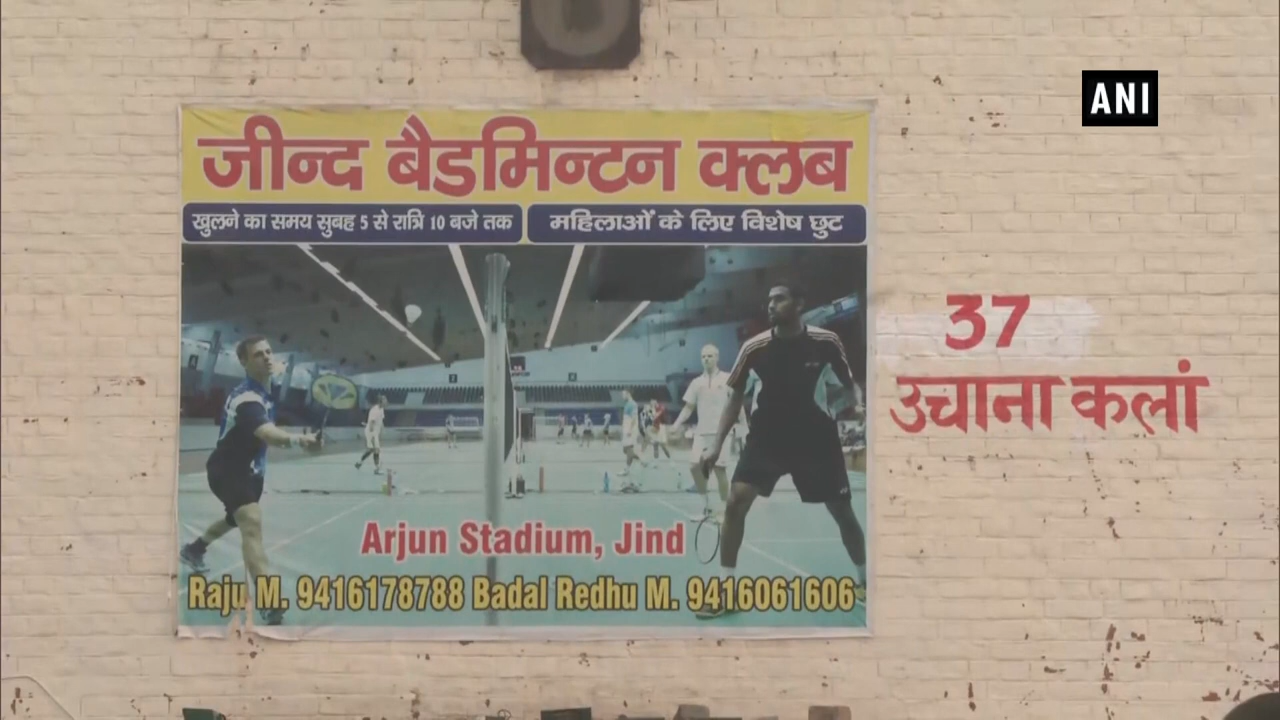 ANI
जीन्द बैडमिन्टन क्लब
खुलने का समय सुबह 5 से रात्रि 10 बजे तक
महिलाओं के लिए विशेष छुट
37
उचाना कलां
Arjun Stadium, Jind
Raju M. 9416178788 Badal Redhu M. 9416061606